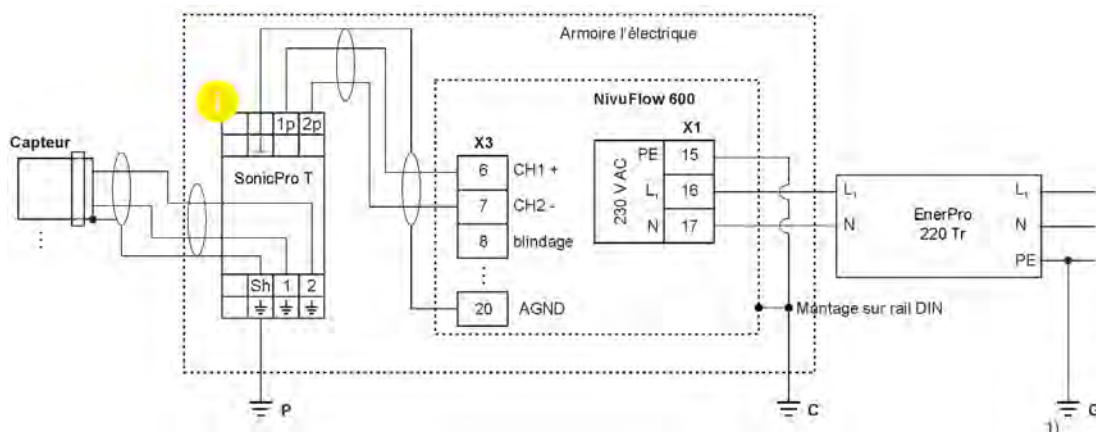 Armoire l'électrique
NivuFlow 600
Capteur
1p 2p
X3
X1
SonicPro T
6 CH1 +
7 CH2 -
8 blindage
20 AGND
230 V AC
PE 15
L₁ 16
N 17
L₁ L₁
N N
EnerPro
220 Tr
PE
Sh 1 2
Montage sur rail DIN
P
C
G
1)